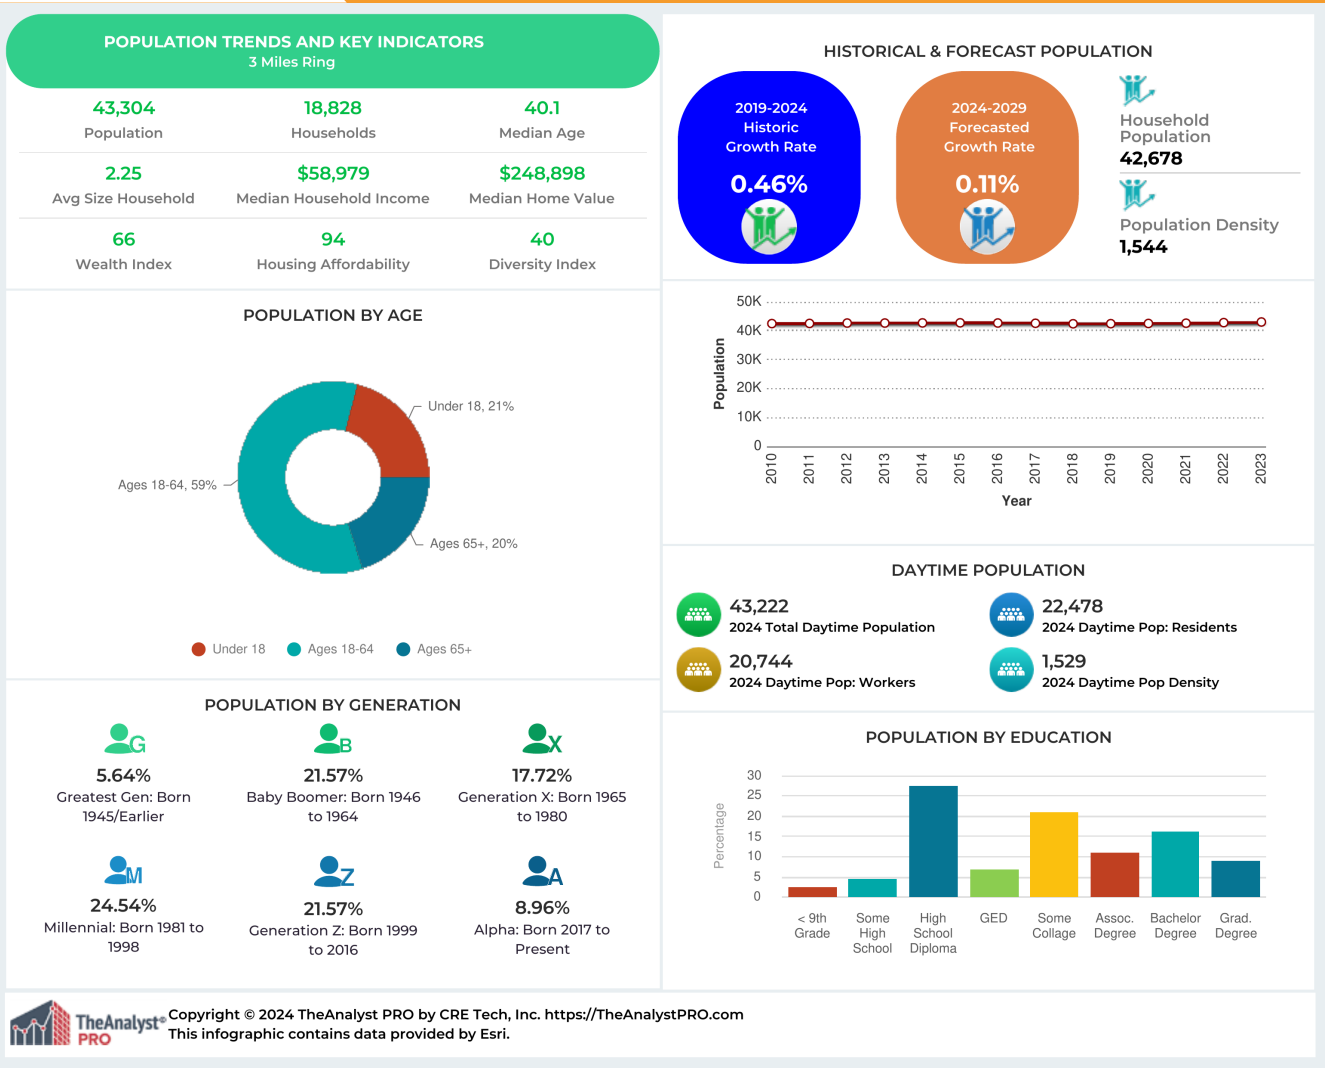 POPULATION TRENDS AND KEY INDICATORS
3 Miles Ring
43,304
Population
18,828
Households
40.1
Median Age
2.25
Avg Size Household
$58,979
Median Household Income
$248,898
Median Home Value
66
Wealth Index
94
Housing Affordability
40
Diversity Index
POPULATION BY AGE
Under 18, 21%
Ages 18-64, 59%
Ages 65+, 20%
Under 18
Ages 18-64
Ages 65+
POPULATION BY GENERATION
G
5.64%
Greatest Gen: Born
1945/Earlier
B
21.57%
Baby Boomer: Born 1946
to 1964
X
17.72%
Generation X: Born 1965
to 1980
M
24.54%
Millennial: Born 1981 to
1998
Z
21.57%
Generation Z: Born 1999
to 2016
A
8.96%
Alpha: Born 2017 to
Present
HISTORICAL & FORECAST POPULATION
2019-2024
Historic
Growth Rate
0.46%
2024-2029
Forecasted
Growth Rate
0.11%
Household
Population
42,678
Population Density
1,544
50K
40K
30K
20K
10K
0
Population
2010
2011
2012
2013
2014
2015
2016
2017
2018
2019
2020
2021
2022
2023
Year
DAYTIME POPULATION
43,222
2024 Total Daytime Population
22,478
2024 Daytime Pop: Residents
20,744
2024 Daytime Pop: Workers
1,529
2024 Daytime Pop Density
POPULATION BY EDUCATION
30
25
20
15
10
5
0
Percentage
< 9th
Grade
Some
High
School
High
School
Diploma
GED
Some
Collage
Assoc.
Degree
Bachelor
Degree
Grad.
Degree
TheAnalyst®
PRO
Copyright © 2024 TheAnalyst PRO by CRE Tech, Inc. https://TheAnalystPRO.com
This infographic contains data provided by Esri.